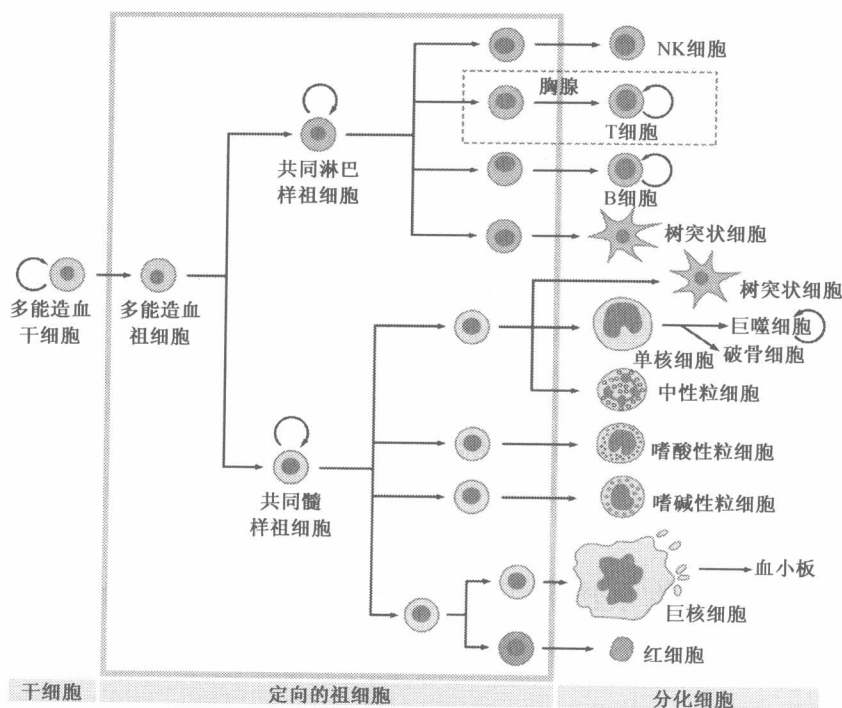 NK细胞
胸腺
T细胞
共同淋巴
样祖细胞
B细胞
树突状细胞
多能造血
干细胞
多能造血
祖细胞
树突状细胞
巨噬细胞
单核细胞
破骨细胞
中性粒细胞
嗜酸性粒细胞
共同髓
样祖细胞
嗜碱性粒细胞
血小板
巨核细胞
红细胞
干细胞
定向的祖细胞
分化细胞